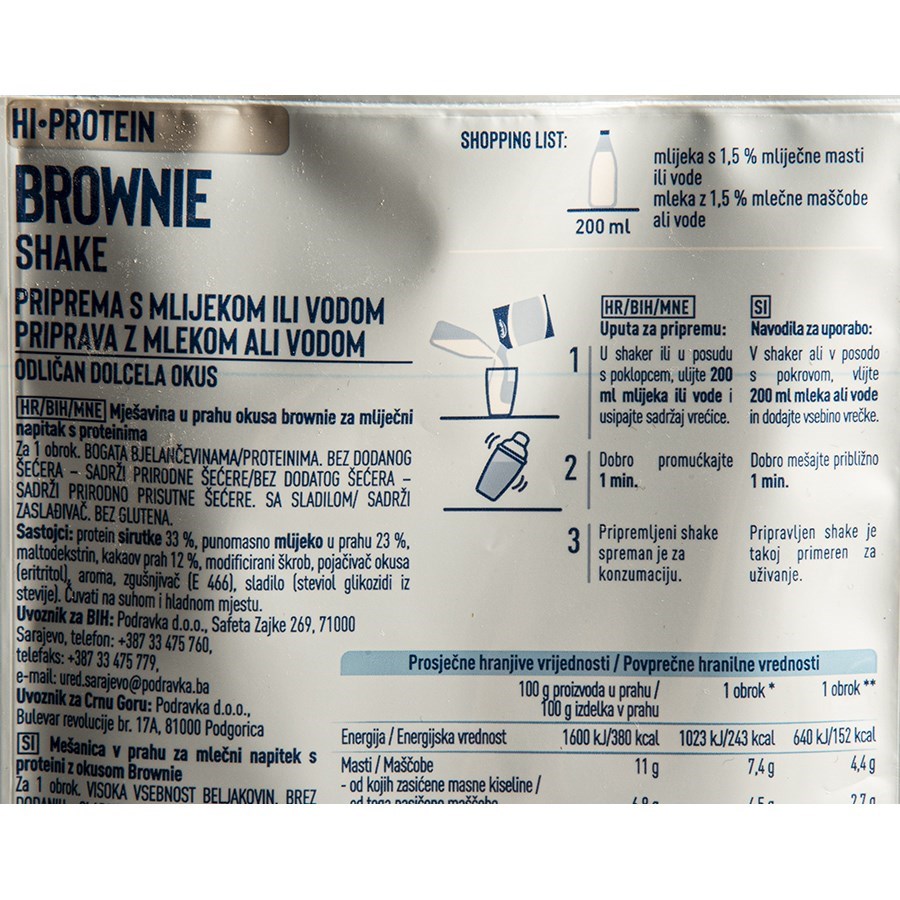 HI•PROTEIN
BROWNIE
SHAKE
PRIPREMA S MLIJEKOM ILI VODOM
PRIPRAVA Z MLEKOM ALI VODOM
ODLIČAN DOLCELA OKUS
HR/BIH/MNE Mješavina u prahu okusa brownie za mliječni
napitak s proteinima
Za 1 obrok. BOGATA BJELANČEVINAMA/PROTEINIMA. BEZ DODANOG
ŠEĆERA – SADRŽI PRIRODNE ŠEĆERE/BEZ DODATOG ŠEĆERA –
SADRŽI PRIRODNO PRISUTNE ŠEĆERE. SA SLADILOM/ SADRŽI
ZASLAĐIVAČ. BEZ GLUTENA.
Sastojci: protein sirutke 33 %, punomasno mlijeko u prahu 23 %,
maltodekstrin, kakaov prah 12 %, modificirani škrob, pojačivač okusa
(eritritol), aroma, zgušnjivač (E 466), sladilo (steviol glikozidi iz
stevije). Čuvati na suhom i hladnom mjestu.
Uvoznik za BIH: Podravka d.o.o., Safeta Zajke 269, 71000
Sarajevo, telefon: +387 33 475 760,
telefaks: +387 33 475 779,
e-mail: ured.sarajevo@podravka.ba
Uvoznik za Crnu Goru: Podravka d.o.o.,
Bulevar revolucije br. 17A, 81000 Podgorica
SI Mešanica v prahu za mlečni napitek s
proteini z okusom Brownie
Za 1 obrok. VISOKA VSEBNOST BELJAKOVIN. BREZ
SHOPPING LIST:
200 ml
mlijeka s 1,5 % mliječne masti
ili vode
mleka z 1,5 % mlečne maščobe
ali vode
HR/BIH/MNE
Uputa za pripremu:
SI
Navodila za uporabo:
1
U shaker ili u posudu
s poklopcem, ulijte 200
ml mlijeka ili vode i
usipajte sadržaj vrećice.
V shaker ali v posodo
s pokrovom, vlijte
200 ml mleka ali vode
in dodajte vsebino vrečke.
2
Dobro promućkajte
1 min.
Dobro mešajte približno
1 min.
3
Pripremljeni shake
spreman je za
konzumaciju.
Pripravljen shake je
takoj primeren za
uživanje.
Prosječne hranjive vrijednosti / Povprečne hranilne vrednosti
100 g proizvoda u prahu / 1 obrok * 1 obrok **
100 g izdelka v prahu
Energija / Energijska vrednost 1600 kJ/380 kcal 1023 kJ/243 kcal 640 kJ/152 kcal
Masti / Maščobe 11 g 7,4 g 4,4 g
- od kojih zasićene masne kiseline /